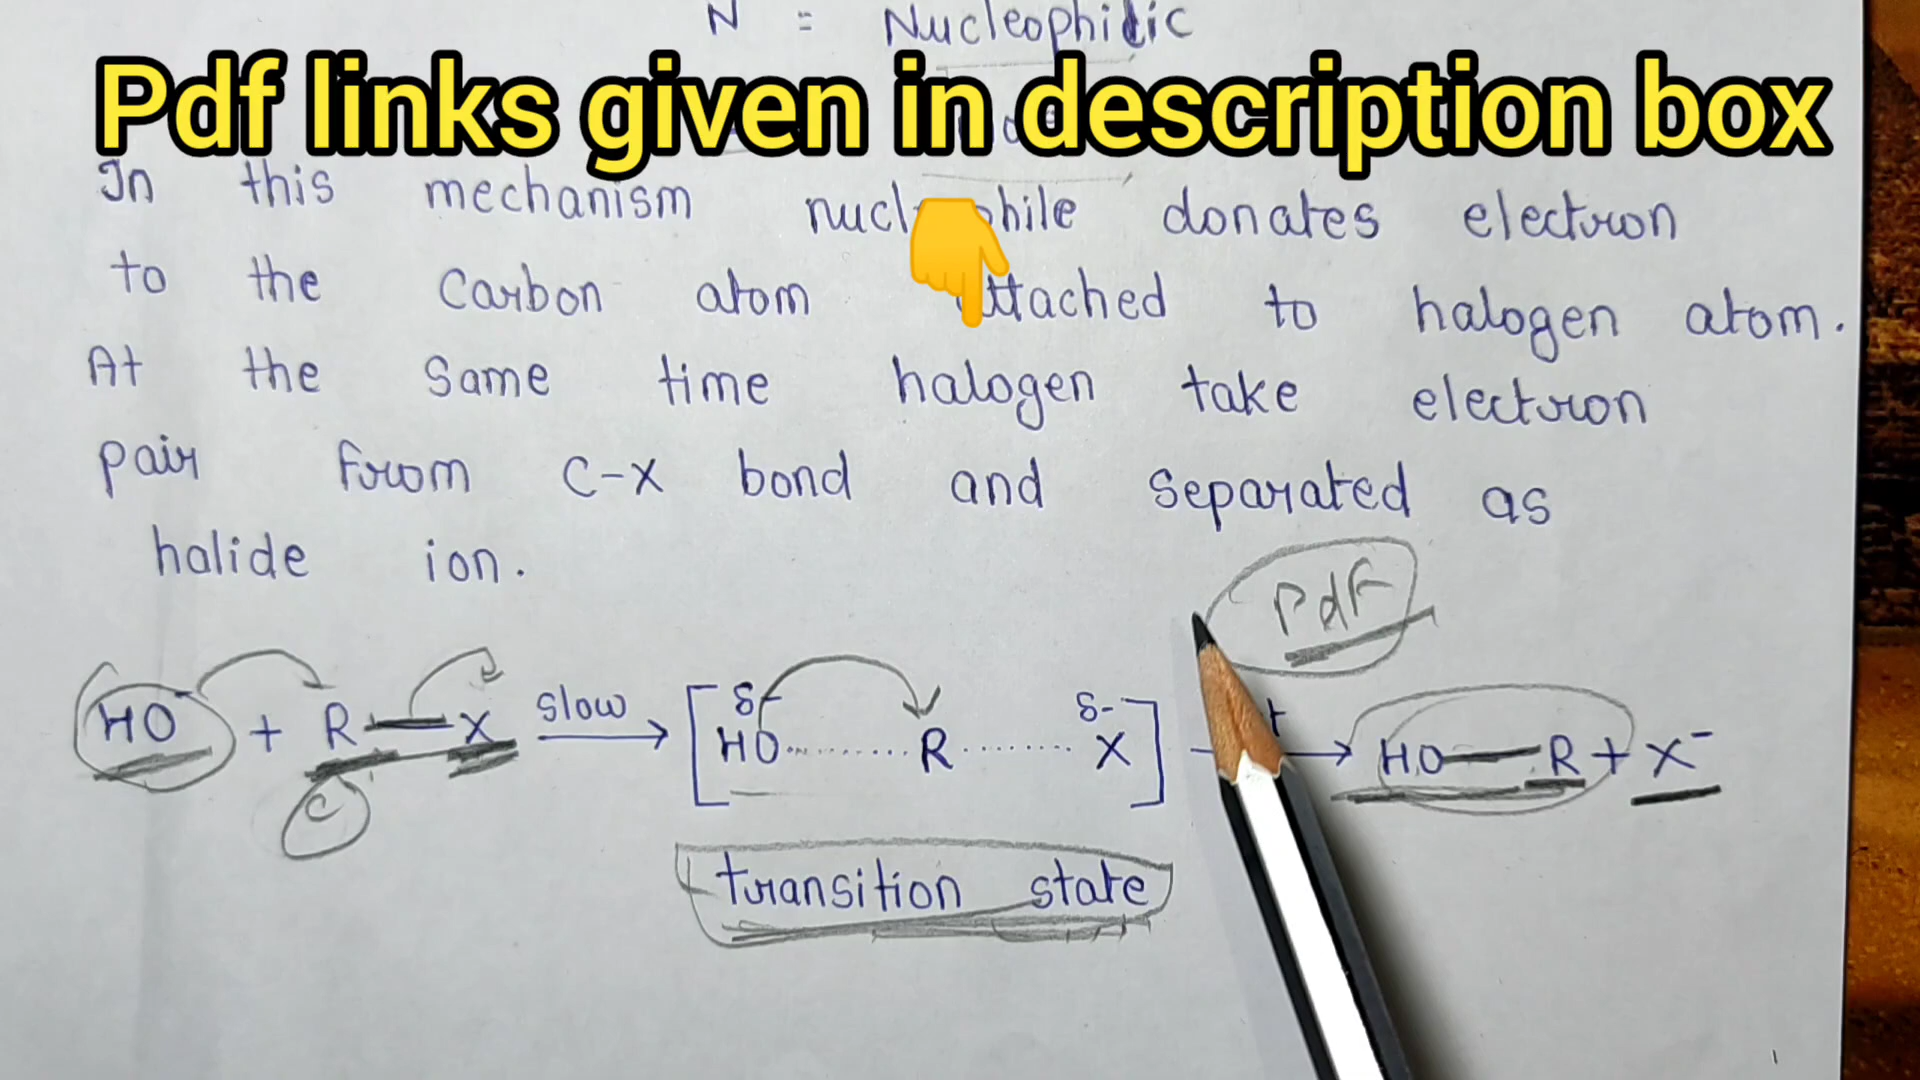 N = Nucleophilic
Pdf links given in description box
In this mechanism nucleophile donates electron
to the carbon atom attached to halogen atom.
At the same time halogen take electron
pair from C-X bond and separated as
halide ion.
PdF
HO⁻ + R—X slow → [δ- HO........R........X δ-] → HO—R + X⁻
C
transition state